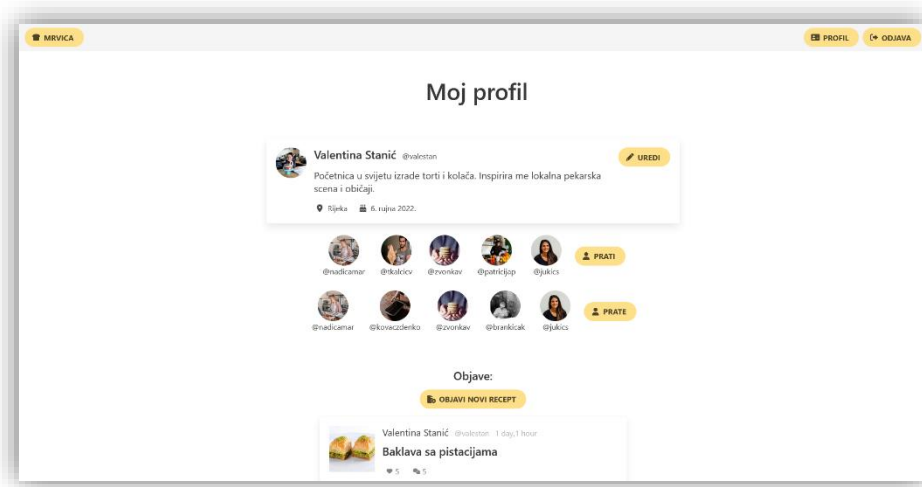 MRVICA
PROFIL
ODJAVA
Moj profil
Valentina Stanić @valestan
UREDI
Početnica u svijetu izrade torti i kolača. Inspirira me lokalna pekarska
scena i običaji.
Rijeka 6. rujna 2022.
@nadicamar @tkalcicv @zvonkav @patricijap @jukics
PRATI
@nadicamar @kovaczdenko @zvonkav @brankicak @jukics
PRATE
Objave:
OBJAVI NOVI RECEPT
Valentina Stanić @valestan 1 day,1 hour
Baklava sa pistacijama
5 5